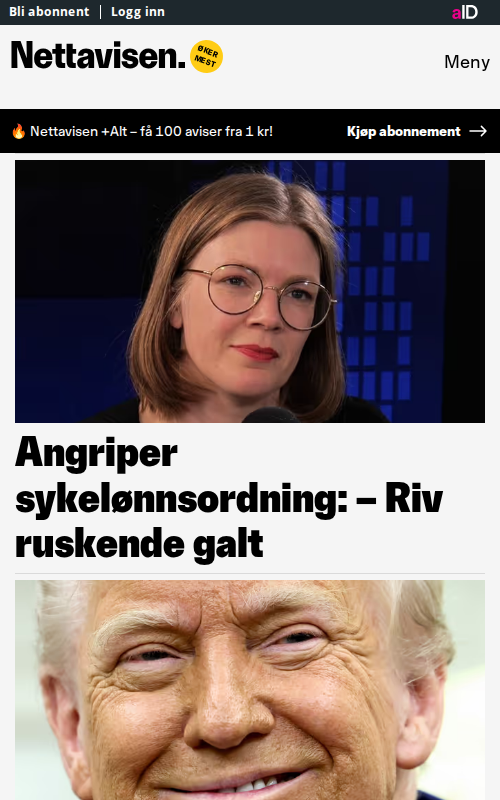 Bli abonnent | Logg inn
aID
Nettavisen.
ØKER
MEST
Meny
🔥 Nettavisen +Alt – få 100 aviser fra 1 kr!
Kjøp abonnement →
Angriper
sykelønnsordning: – Riv
ruskende galt